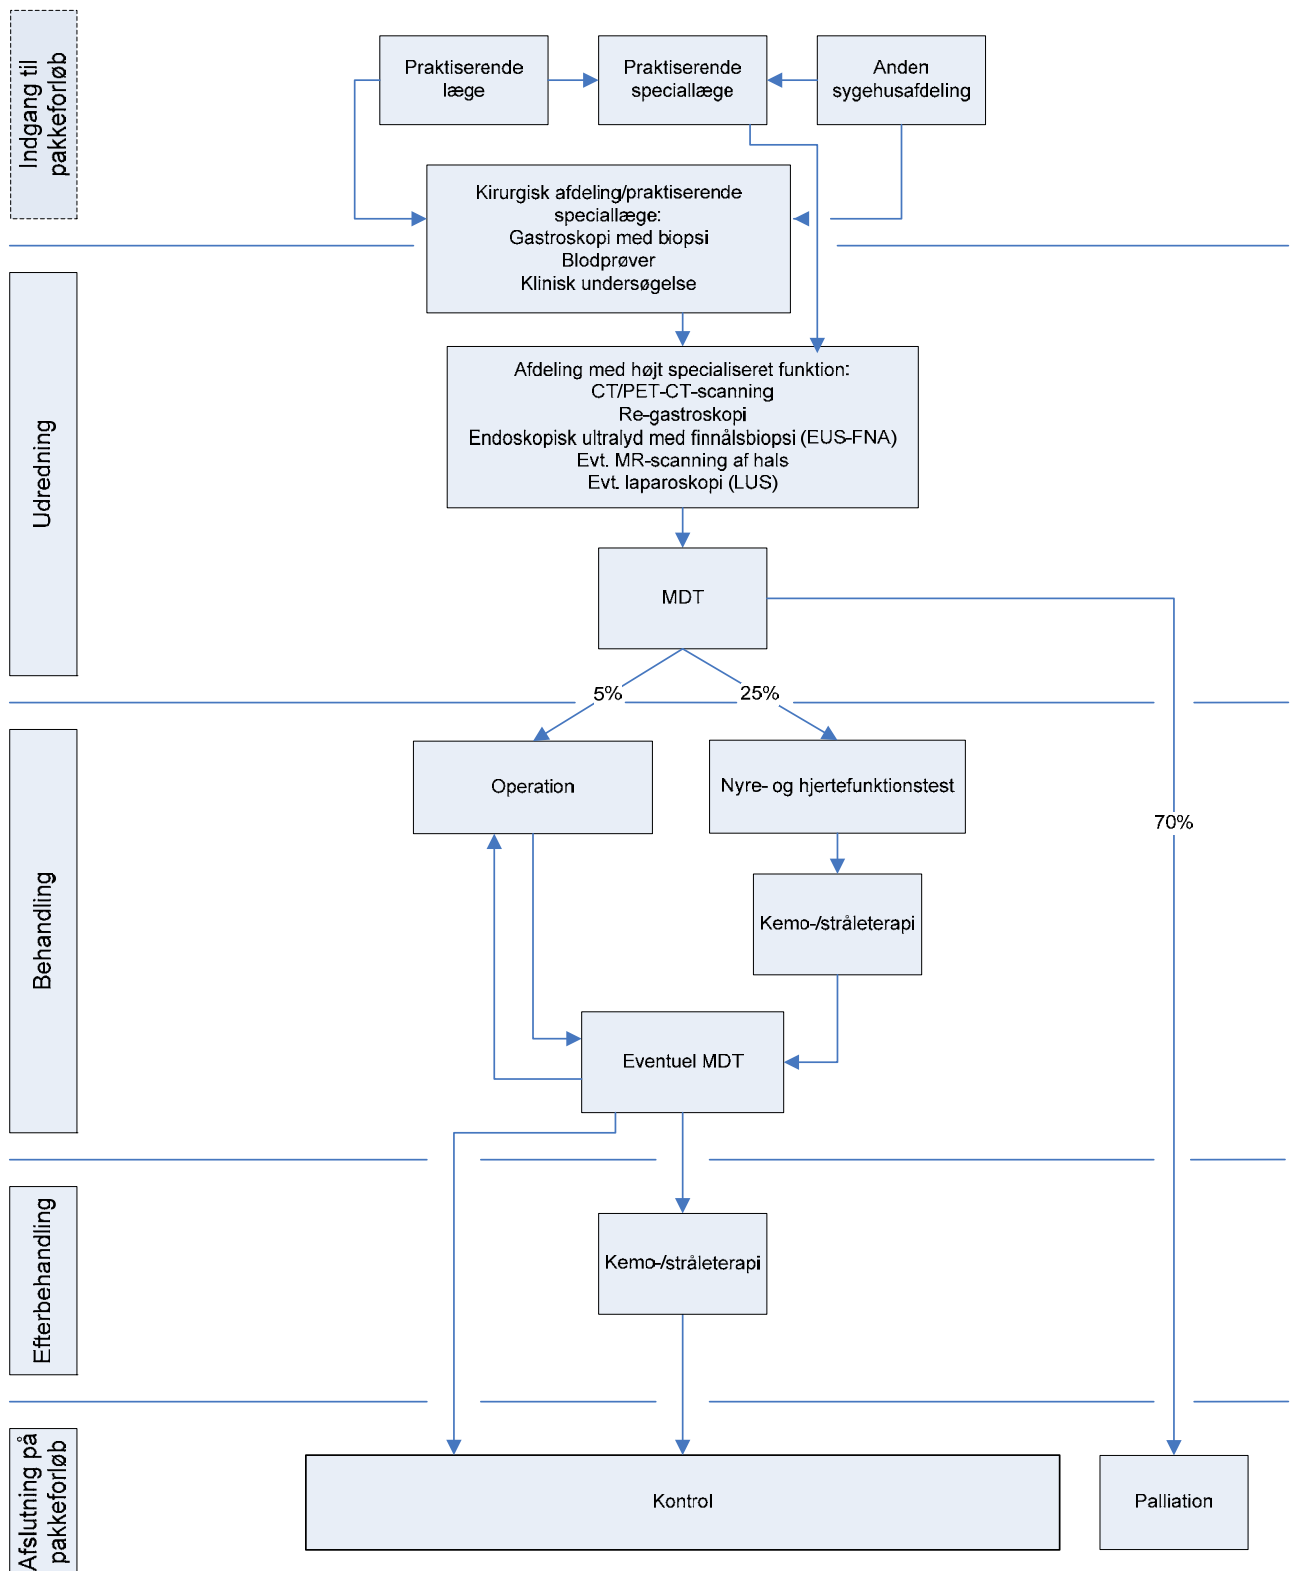 Indgang til
pakkeforløb
Praktiserende
læge
Praktiserende
speciallæge
Anden
sygehusafdeling
Kirurgisk afdeling/praktiserende
speciallæge:
Gastroskopi med biopsi
Blodprøver
Klinisk undersøgelse
Udredning
Afdeling med højt specialiseret funktion:
CT/PET-CT-scanning
Re-gastroskopi
Endoskopisk ultralyd med finnålsbiopsi (EUS-FNA)
Evt. MR-scanning af hals
Evt. laparoskopi (LUS)
MDT
5%
25%
70%
Behandling
Operation
Nyre- og hjertefunktionstest
Kemo-/stråleterapi
Eventuel MDT
Efterbehandling
Kemo-/stråleterapi
Afslutning på
pakkeforløb
Kontrol
Palliation